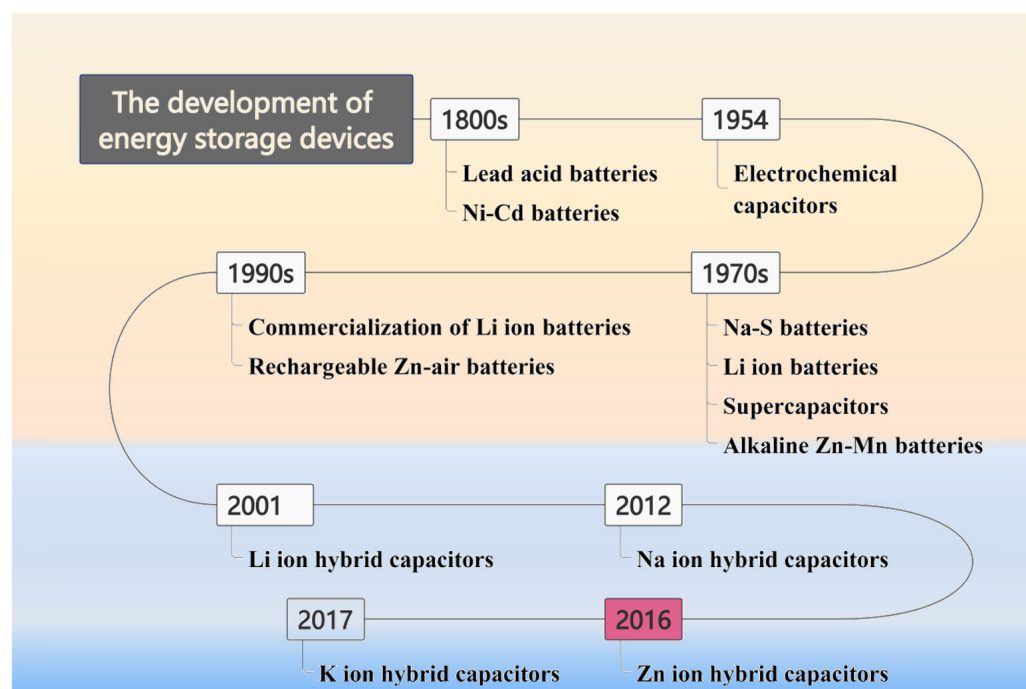 The development of
energy storage devices
1800s
Lead acid batteries
Ni-Cd batteries
1954
Electrochemical
capacitors
1970s
Na-S batteries
Li ion batteries
Supercapacitors
Alkaline Zn-Mn batteries
1990s
Commercialization of Li ion batteries
Rechargeable Zn-air batteries
2001
Li ion hybrid capacitors
2012
Na ion hybrid capacitors
2016
Zn ion hybrid capacitors
2017
K ion hybrid capacitors